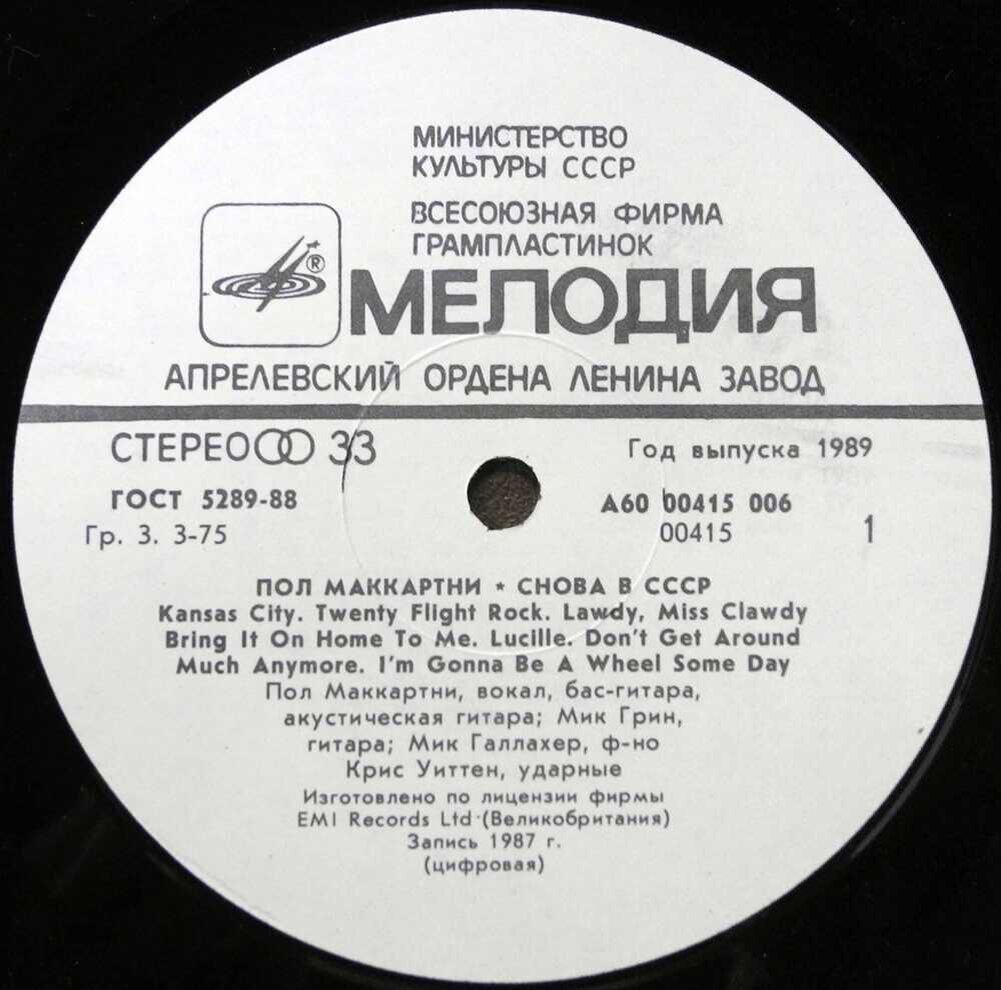 МИНИСТЕРСТВО
КУЛЬТУРЫ СССР
ВСЕСОЮЗНАЯ ФИРМА
ГРАМПЛАСТИНОК
®
МЕЛОДИЯ
АПРЕЛЕВСКИЙ ОРДЕНА ЛЕНИНА ЗАВОД
СТЕРЕО 33
Год выпуска 1989
ГОСТ 5289-88
А60 00415 006
Гр. 3. 3-75
00415
1
ПОЛ МАККАРТНИ ★ СНОВА В СССР
Kansas City. Twenty Flight Rock. Lawdy, Miss Clawdy
Bring It On Home To Me. Lucille. Don't Get Around
Much Anymore. I'm Gonna Be A Wheel Some Day
Пол Маккартни, вокал, бас-гитара,
акустическая гитара; Мик Грин,
гитара; Мик Галлахер, ф-но
Крис Уиттен, ударные
Изготовлено по лицензии фирмы
EMI Records Ltd (Великобритания)
Запись 1987 г.
(цифровая)